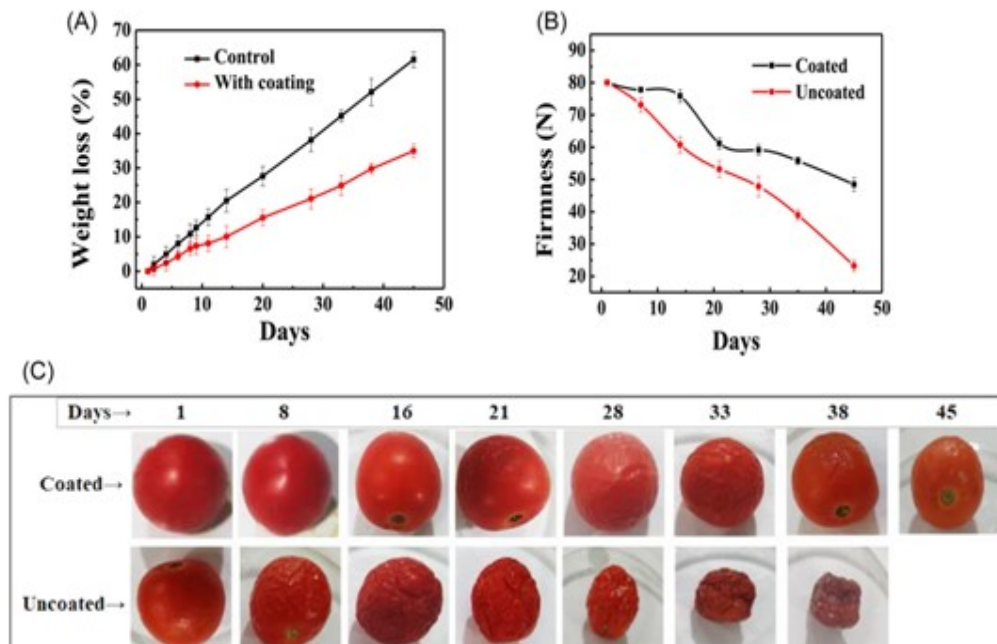 (A)
Weight loss (%)
70
60
50
40
30
20
10
0
Control
With coating
0 10 20 30 40 50
Days
(B)
Firmness (N)
90
80
70
60
50
40
30
20
Coated
Uncoated
0 10 20 30 40 50
Days
(C)
Days→ 1 8 16 21 28 33 38 45
Coated→
Uncoated→